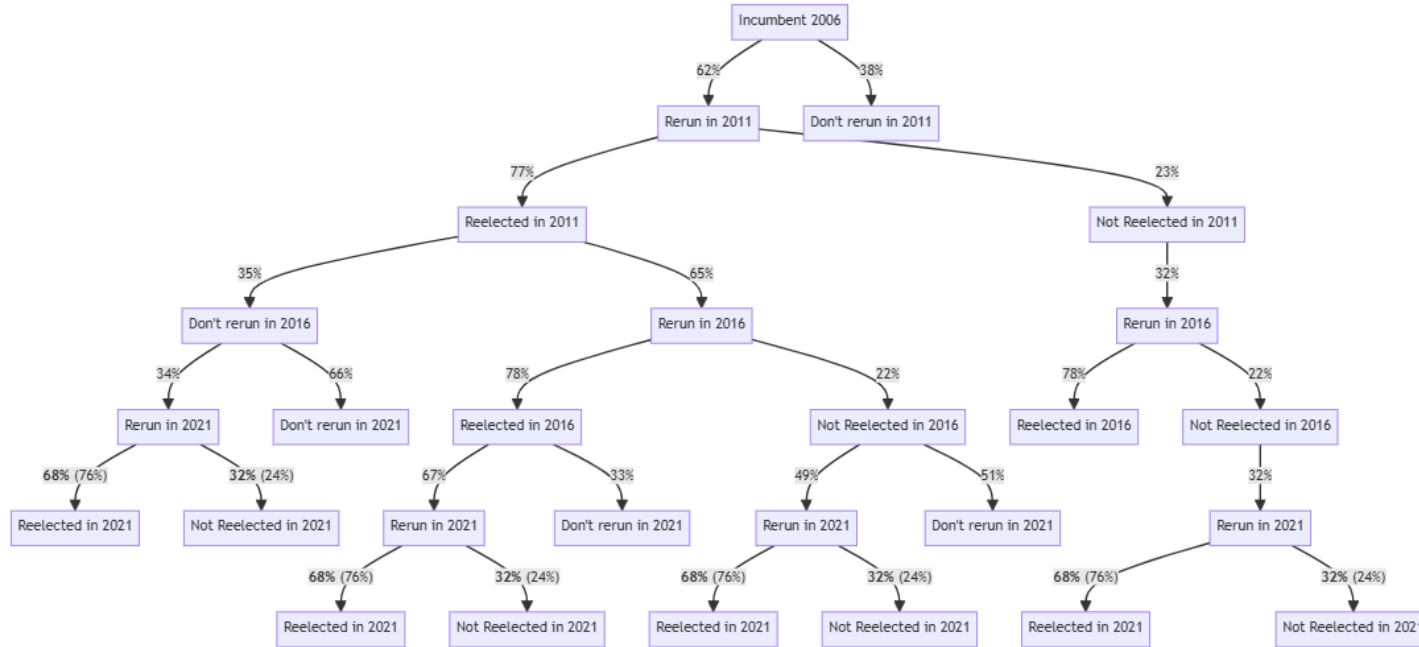 Incumbent 2006
62%
38%
Rerun in 2011
Don't rerun in 2011
77%
23%
Reelected in 2011
Not Reelected in 2011
35%
65%
32%
Don't rerun in 2016
Rerun in 2016
Rerun in 2016
34%
66%
78%
22%
78%
22%
Rerun in 2021
Don't rerun in 2021
Reelected in 2016
Not Reelected in 2016
Reelected in 2016
Not Reelected in 2016
68% (76%)
32% (24%)
67%
33%
49%
51%
32%
Reelected in 2021
Not Reelected in 2021
Rerun in 2021
Don't rerun in 2021
Rerun in 2021
Don't rerun in 2021
Rerun in 2021
68% (76%)
32% (24%)
68% (76%)
32% (24%)
68% (76%)
32% (24%)
Reelected in 2021
Not Reelected in 2021
Reelected in 2021
Not Reelected in 2021
Reelected in 2021
Not Reelected in 2021